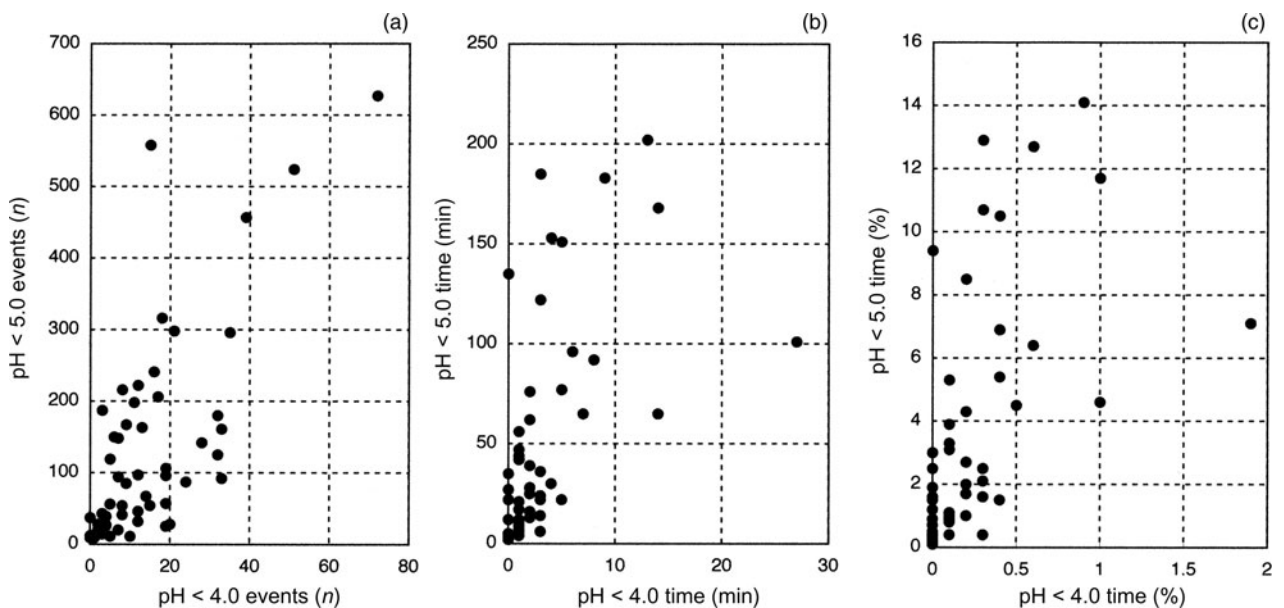 (a)
700
600
500
400
300
200
100
0
pH < 5.0 events (n)
0 20 40 60 80
pH < 4.0 events (n)
(b)
250
200
150
100
50
0
pH < 5.0 time (min)
0 10 20 30
pH < 4.0 time (min)
(c)
16
14
12
10
8
6
4
2
0
pH < 5.0 time (%)
0 0.5 1 1.5 2
pH < 4.0 time (%)